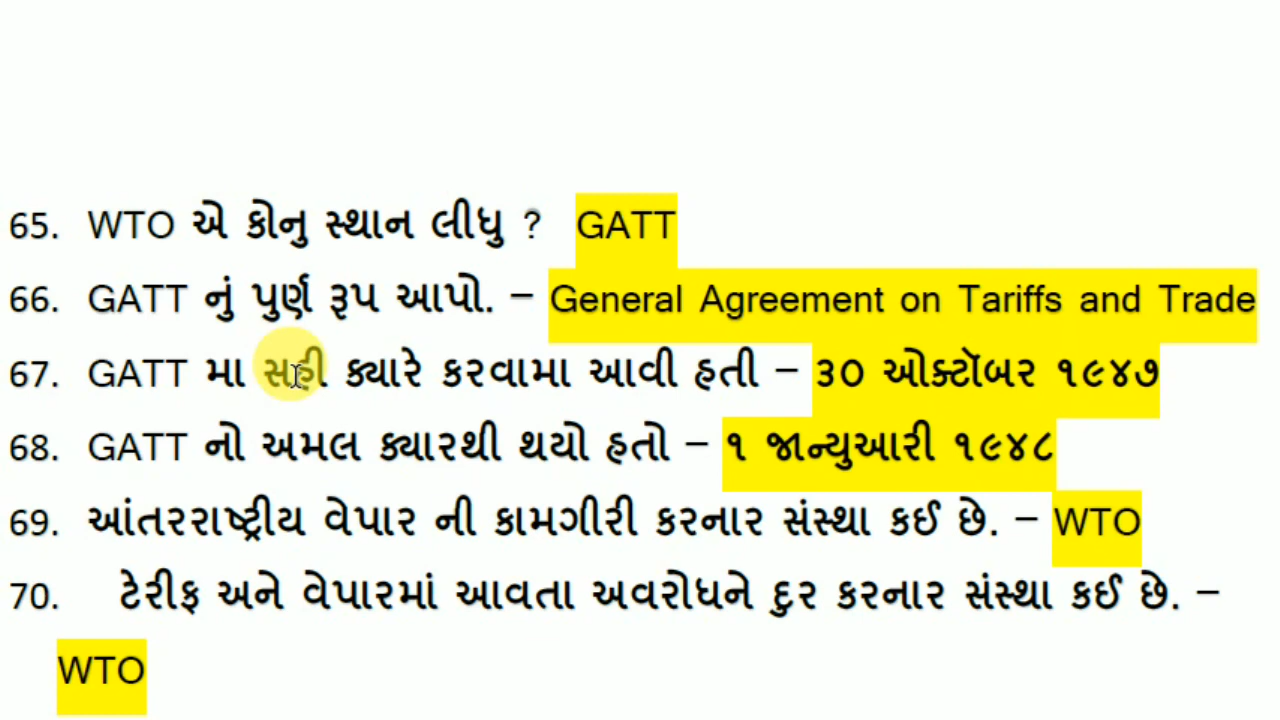 65. WTO એ કોનુ સ્થાન લીધુ ? GATT
66. GATT નું પુર્ણ રૂપ આપો. – General Agreement on Tariffs and Trade
67. GATT મા સહી ક્યારે કરવામા આવી હતી – ૩૦ ઓક્ટૉબર ૧૯૪૭
68. GATT નો અમલ ક્યારથી થયો હતો – ૧ જાન્યુઆરી ૧૯૪૮
69. આંતરરાષ્ટ્રીય વેપાર ની કામગીરી કરનાર સંસ્થા કઈ છે. – WTO
70. ટેરીફ અને વેપારમાં આવતા અવરોધને દુર કરનાર સંસ્થા કઈ છે. –
WTO